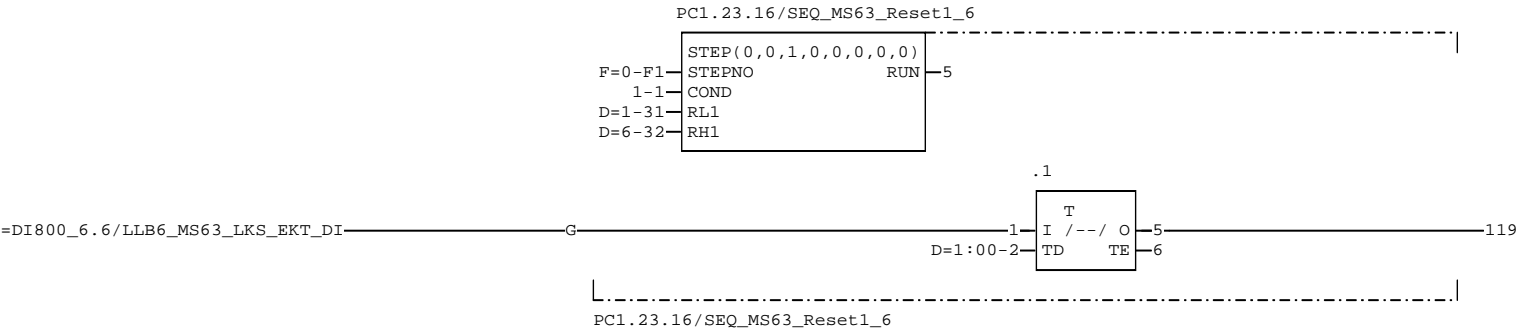 PC1.23.16/SEQ_MS63_Reset1_6
STEP(0,0,1,0,0,0,0,0)
F=0-F1 STEPNO RUN 5
1-1 COND
D=1-31 RL1
D=6-32 RH1
.1
T
=DI800_6.6/LLB6_MS63_LKS_EKT_DI G 1 I /--/ O 5 119
D=1:00-2 TD TE 6
PC1.23.16/SEQ_MS63_Reset1_6